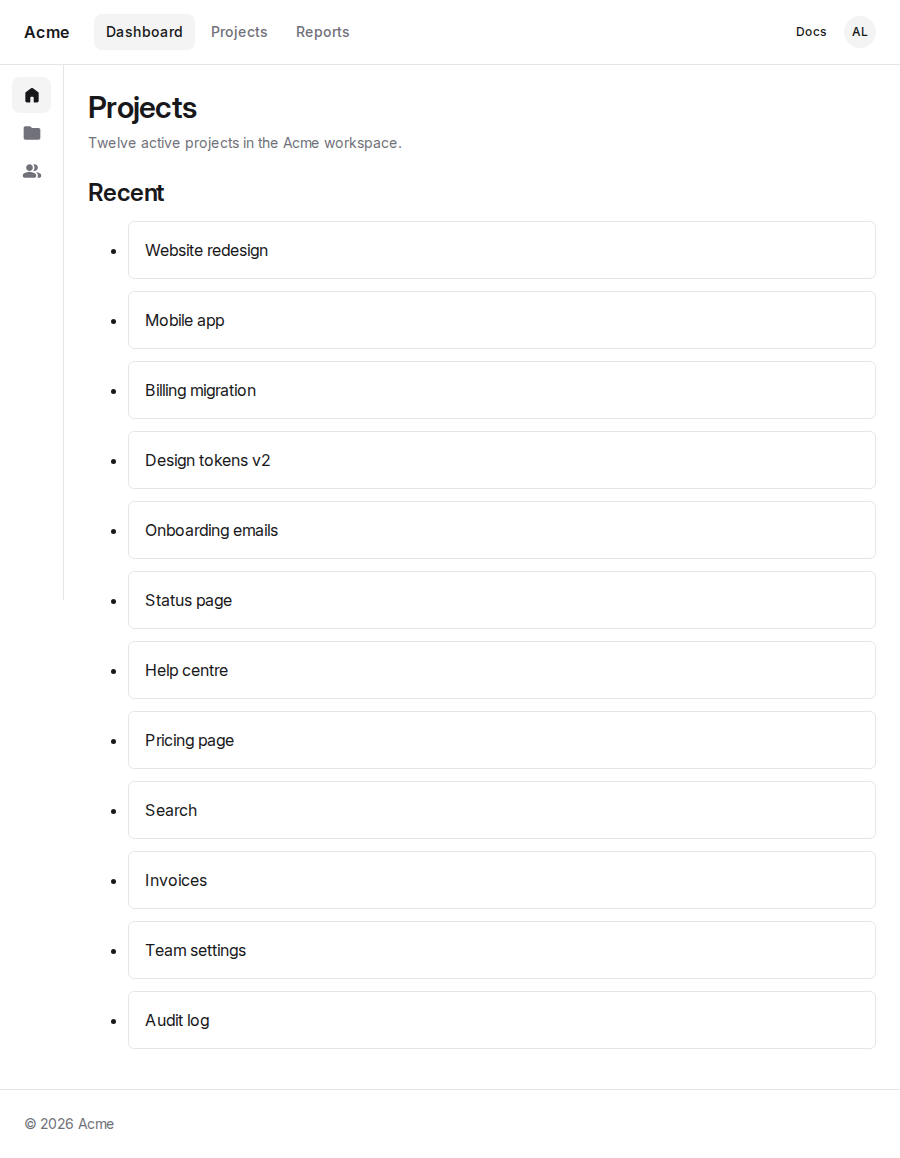 Acme Dashboard Projects Reports Docs AL
Projects
Twelve active projects in the Acme workspace.
Recent
Website redesign
Mobile app
Billing migration
Design tokens v2
Onboarding emails
Status page
Help centre
Pricing page
Search
Invoices
Team settings
Audit log
© 2026 Acme